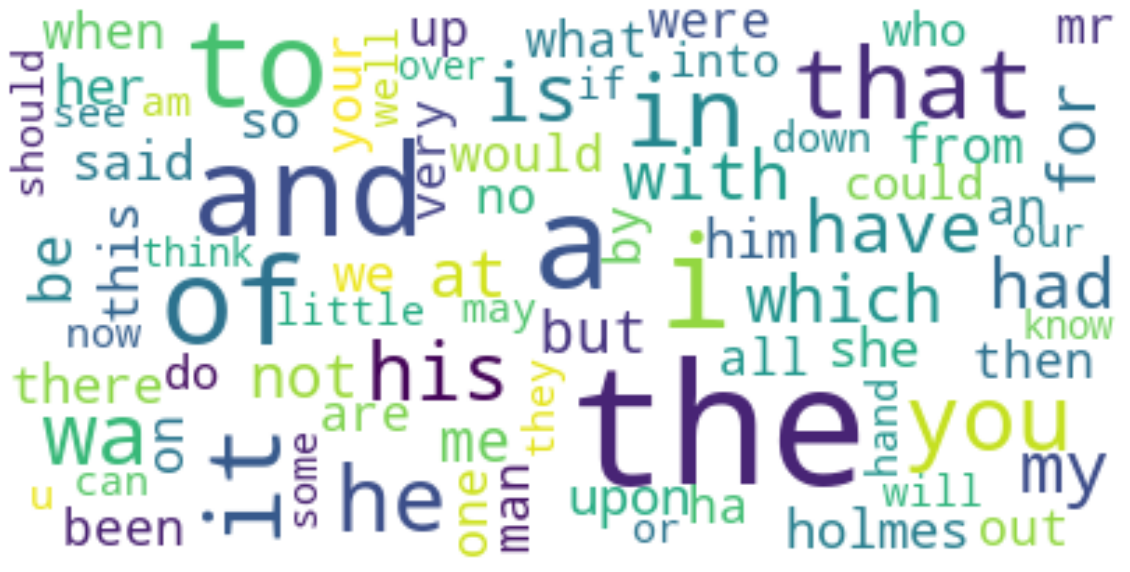 when
to
your
well
up
what
were
who
mr
should
her
am
over
is
if
into
in
that
for
see
so
very
down
from
said
and
would
with
could
no
a
by
him
have
an
our
be
this
think
of
we
at
i
which
had
now
little
may
but
know
there
do
not
his
all
she
then
they
the
hand
you
wa
on
it
are
me
my
some
he
one
man
u
can
upon
ha
will
been
or
holmes
out